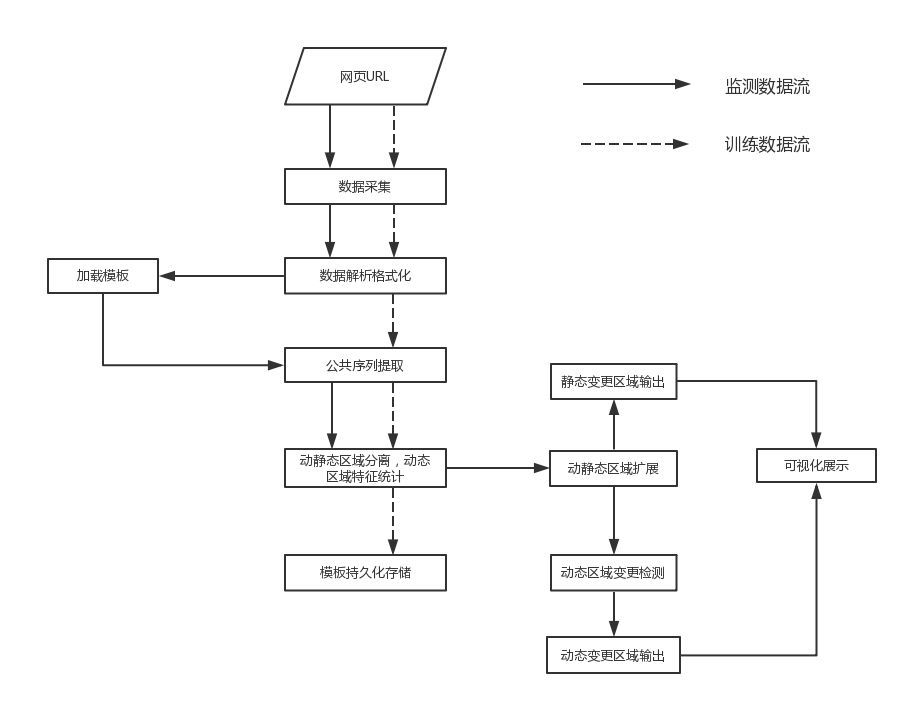 网页URL
监测数据流
训练数据流
数据采集
加载模板
数据解析格式化
公共序列提取
静态变更区域输出
动静态区域分离，动态
区域特征统计
动静态区域扩展
可视化展示
模板持久化存储
动态区域变更检测
动态变更区域输出